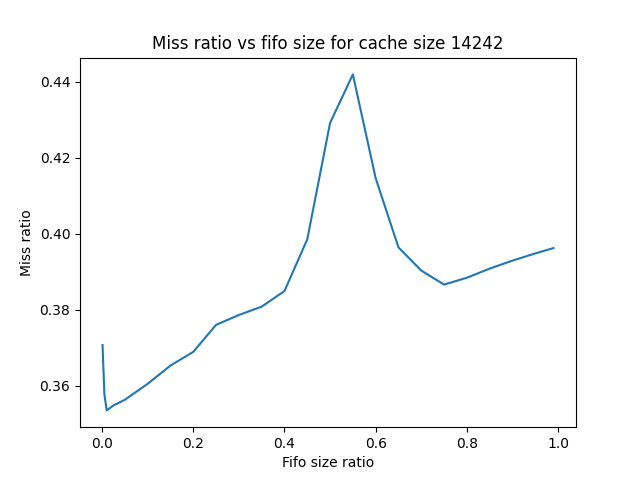 Miss ratio vs fifo size for cache size 14242
0.44
0.42
0.40
0.38
0.36
Miss ratio
0.0 0.2 0.4 0.6 0.8 1.0
Fifo size ratio